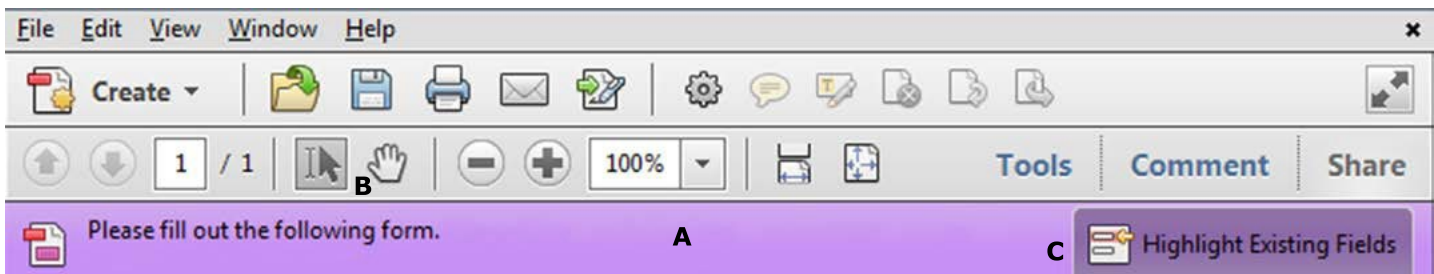 File Edit View Window Help
Create
1 / 1 100% Tools Comment Share
B
Please fill out the following form. A C Highlight Existing Fields